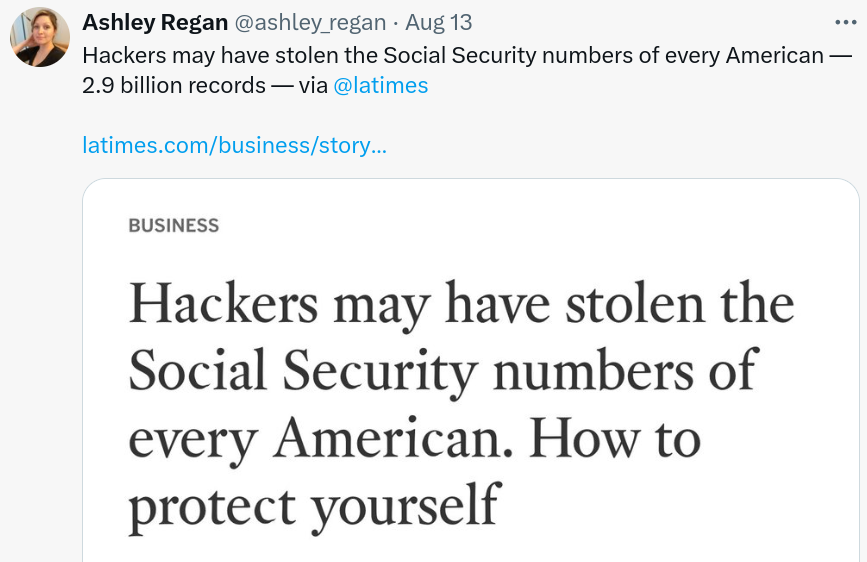 Ashley Regan @ashley_regan · Aug 13
Hackers may have stolen the Social Security numbers of every American —
2.9 billion records — via @latimes
latimes.com/business/story...
BUSINESS
Hackers may have stolen the
Social Security numbers of
every American. How to
protect yourself